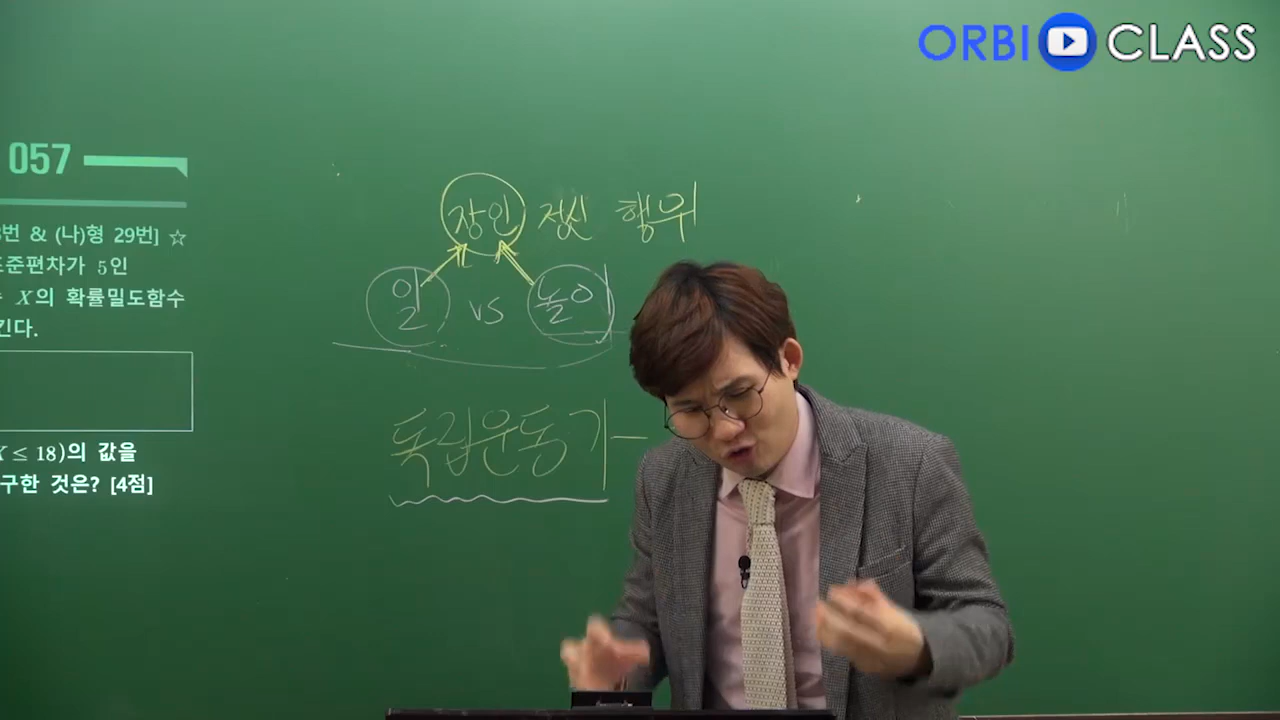 ORBI CLASS
057
번 & (나)형 29번] ☆
표준편차가 5인
X의 확률밀도함수
긴다.
X ≤ 18)의 값을
구한 것은? [4점]
장인 정신 행위
일 vs 놀이
독립운동가